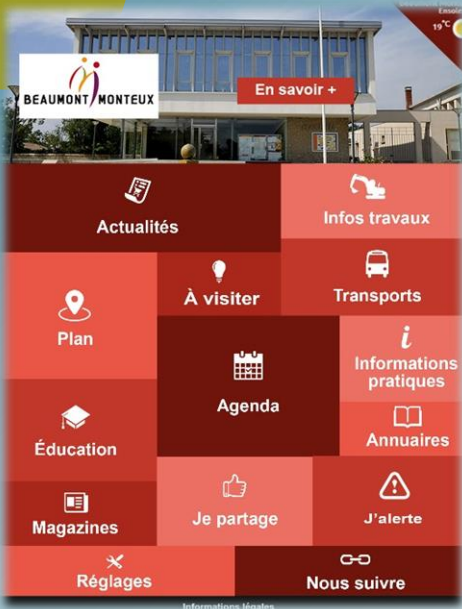 19°C
BEAUMONT MONTEUX
En savoir +
Actualités
Infos travaux
À visiter
Transports
Plan
Agenda
Informations
pratiques
Annuaires
Éducation
Magazines
Je partage
J'alerte
Réglages
Nous suivre
Informations légales